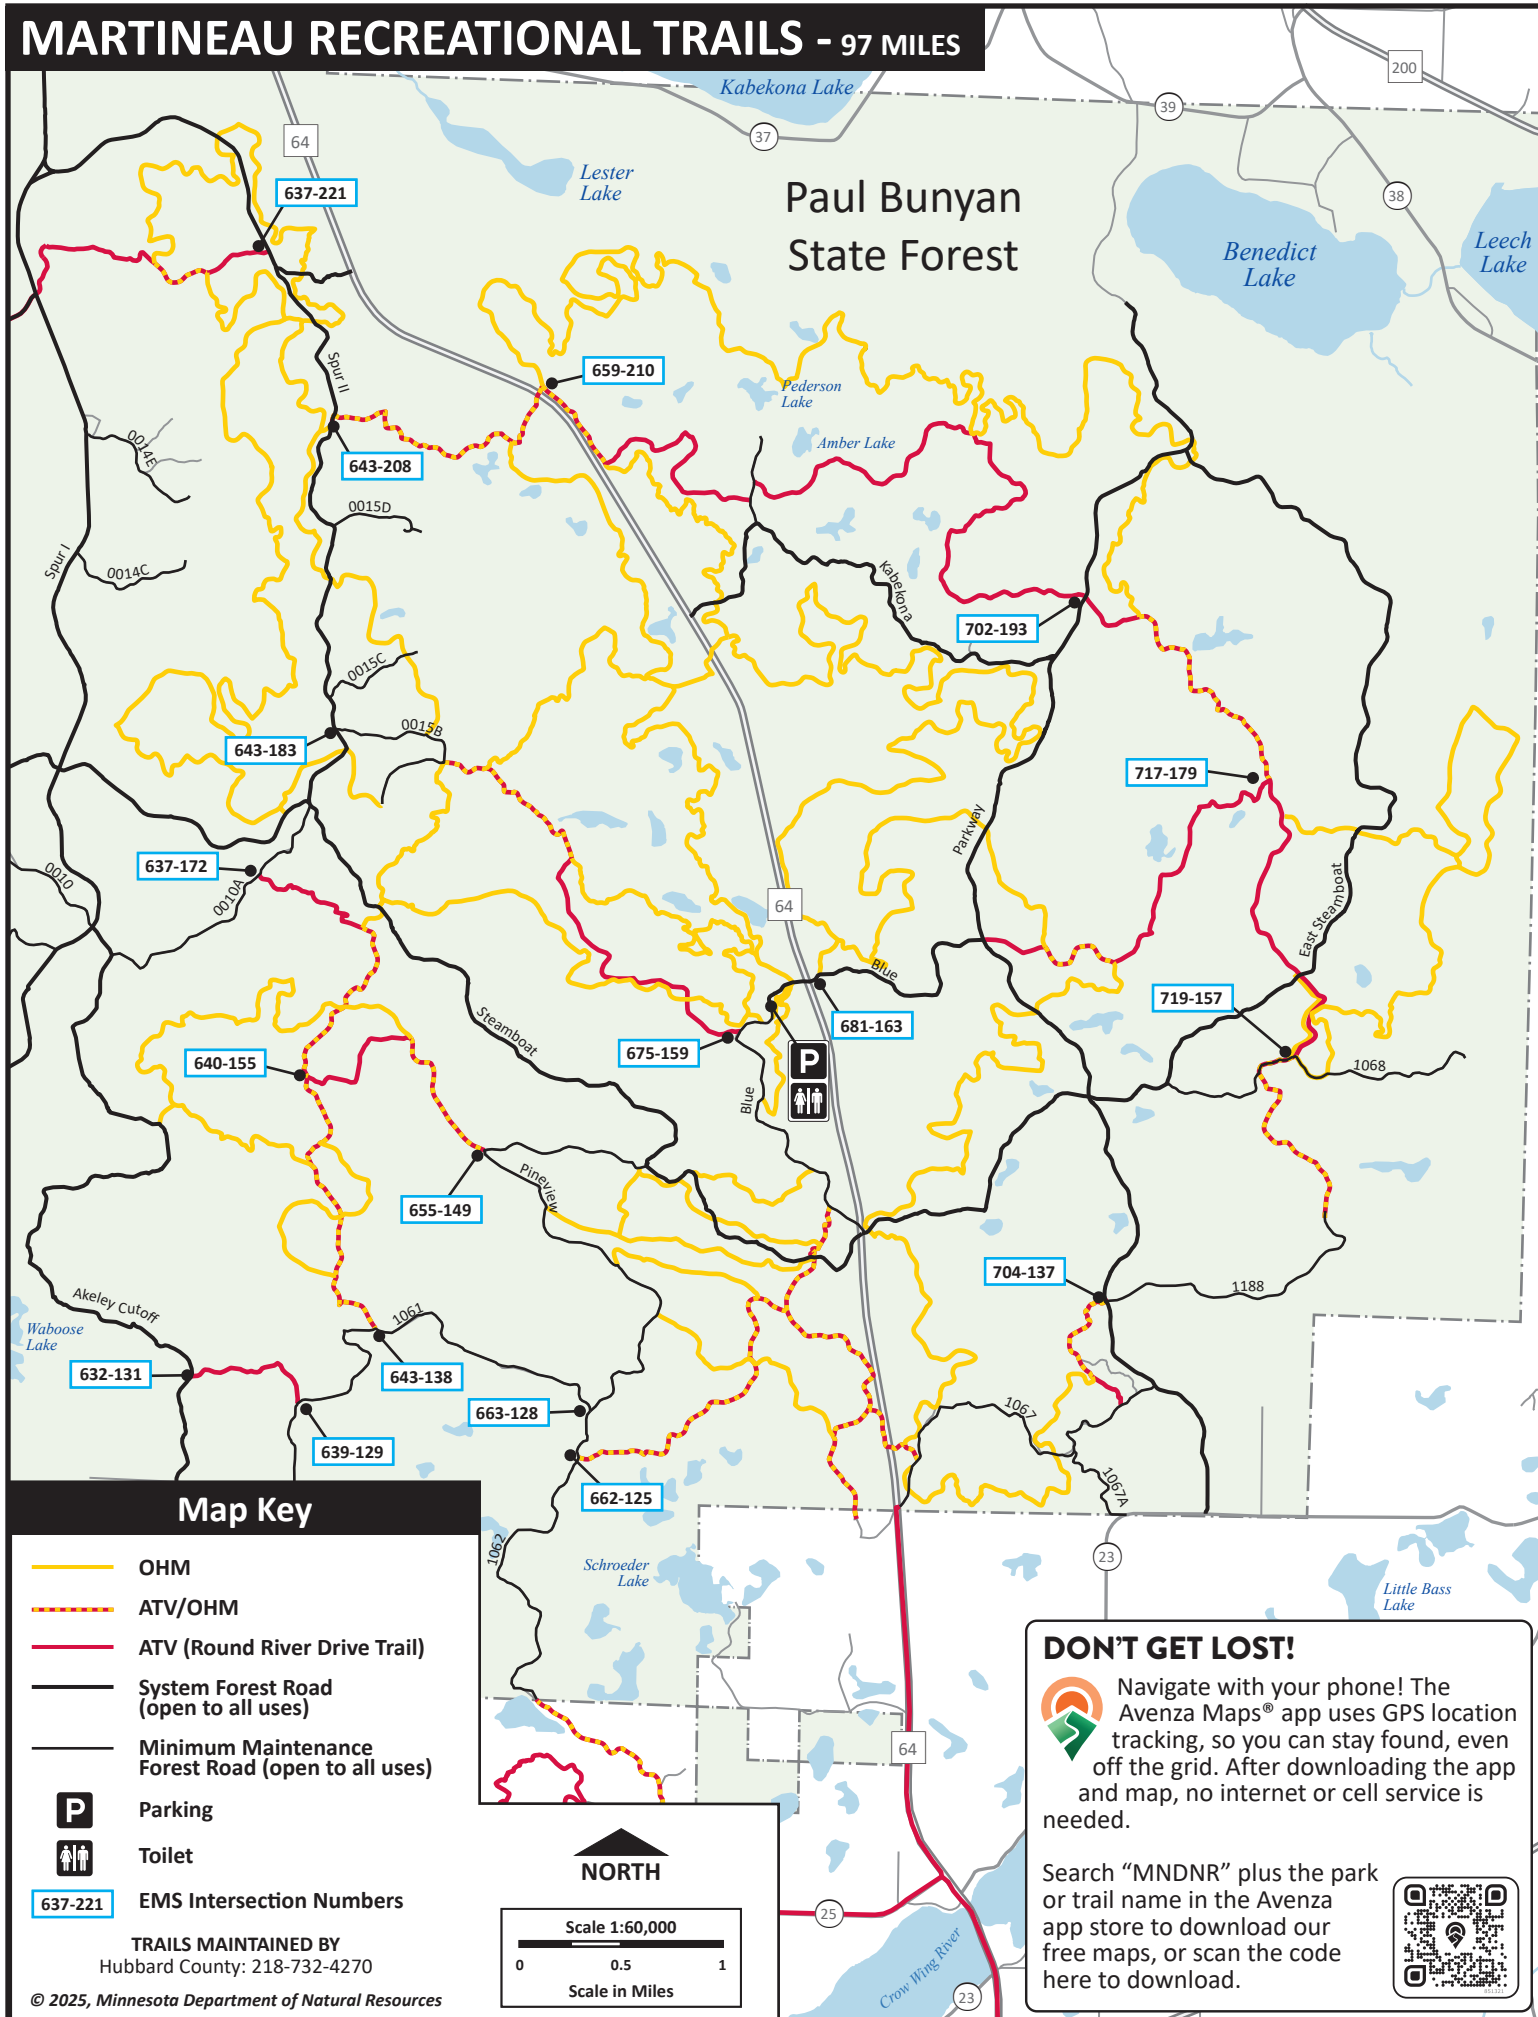 MARTINEAU RECREATIONAL TRAILS - 97 MILES
Kabekona Lake
200
39
37
64
Lester
Lake
38
637-221
Paul Bunyan
State Forest
Benedict
Lake
Leech
Lake
Spur II
659-210
Pederson
Lake
Amber Lake
0014E
643-208
0015D
Spur I
0014C
Kabekona
702-193
0015C
0015B
643-183
717-179
Parkway
637-172
0010
0010A
64
East Steamboat
Blue
719-157
Steamboat
681-163
675-159
640-155
P
1068
Blue
Pineview
655-149
704-137
1188
Akeley Cutoff
1061
Waboose
Lake
632-131
643-138
663-128
1067
639-129
662-125
1067A
1062
Schroeder
Lake
23
Little Bass
Lake
64
25
Crow Wing River
23
Map Key
OHM
ATV/OHM
ATV (Round River Drive Trail)
System Forest Road
(open to all uses)
Minimum Maintenance
Forest Road (open to all uses)
P
Parking
Toilet
637-221
EMS Intersection Numbers
TRAILS MAINTAINED BY
Hubbard County: 218-732-4270
© 2025, Minnesota Department of Natural Resources
NORTH
Scale 1:60,000
0 0.5 1
Scale in Miles
DON'T GET LOST!
Navigate with your phone! The
Avenza Maps® app uses GPS location
tracking, so you can stay found, even
off the grid. After downloading the app
and map, no internet or cell service is
needed.
Search “MNDNR” plus the park
or trail name in the Avenza
app store to download our
free maps, or scan the code
here to download.